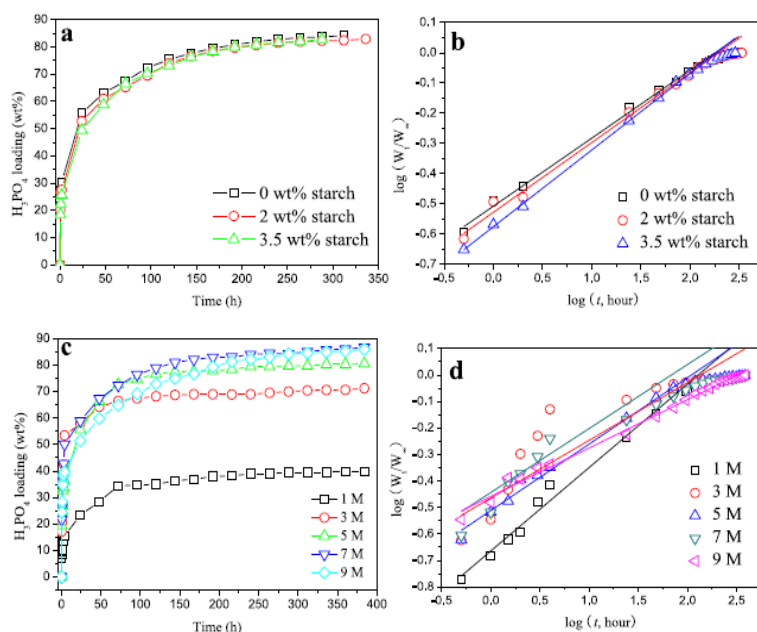 a
H3PO4 loading (wt%)
90
80
70
60
50
40
30
20
10
0
0 50 100 150 200 250 300 350
Time (h)
0 wt% starch
2 wt% starch
3.5 wt% starch
b
log (Wt/W∞)
0,1
0,0
-0,1
-0,2
-0,3
-0,4
-0,5
-0,6
-0,7
-0,5 0,0 0,5 1,0 1,5 2,0 2,5
log (t, hour)
0 wt% starch
2 wt% starch
3.5 wt% starch
c
H3PO4 loading (wt%)
90
80
70
60
50
40
30
20
10
0
0 50 100 150 200 250 300 350 400
Time (h)
1 M
3 M
5 M
7 M
9 M
d
log (Wt/W∞)
0,1
0,0
-0,1
-0,2
-0,3
-0,4
-0,5
-0,6
-0,7
-0,8
-0,5 0,0 0,5 1,0 1,5 2,0 2,5
log (t, hour)
1 M
3 M
5 M
7 M
9 M